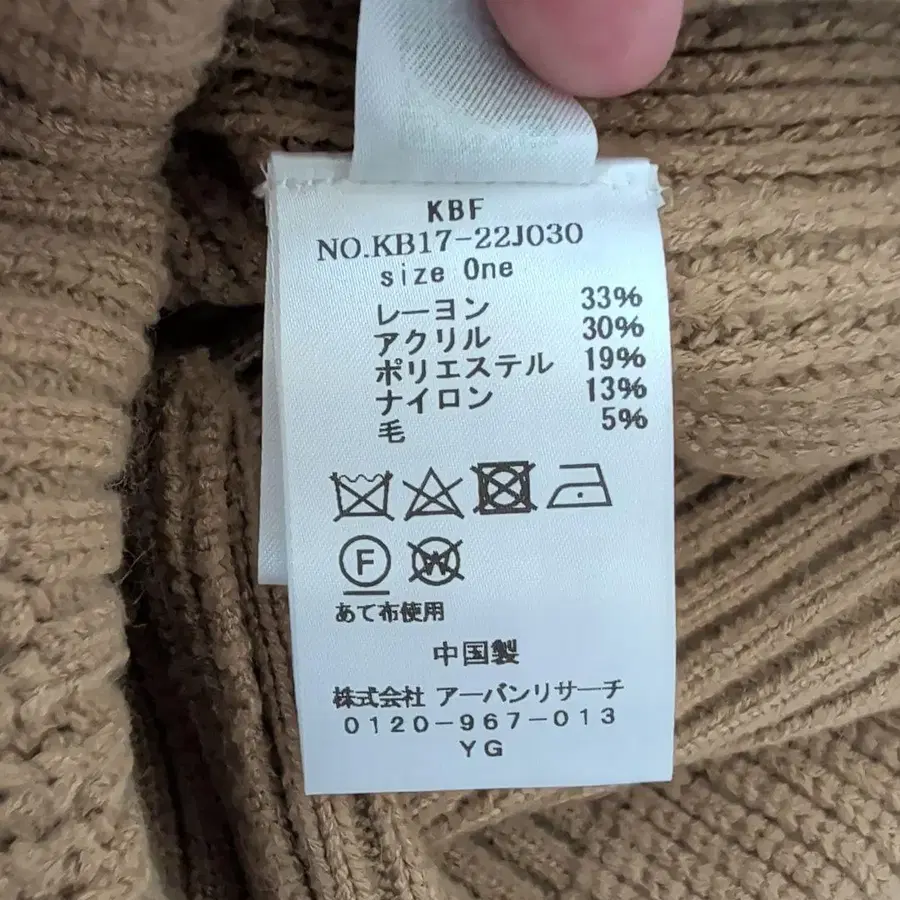 KBF
NO.KB17-22J030
size One
レーヨン 33%
アクリル 30%
ポリエステル 19%
ナイロン 13%
毛 5%
F W
あて布使用
中国製
株式会社 アーバンリサーチ
0120-967-013
YG